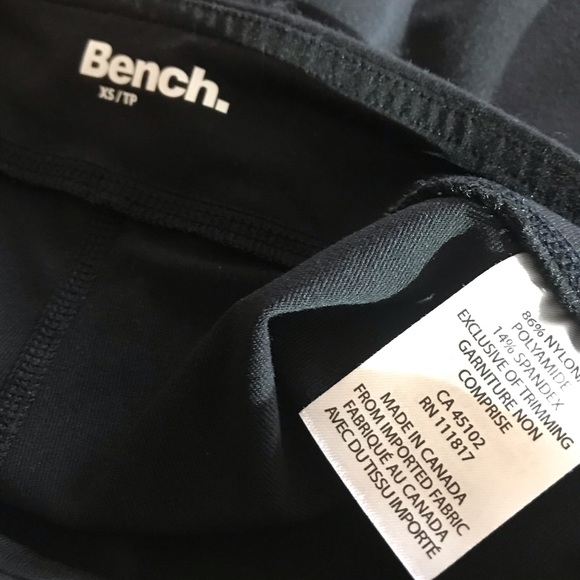 Bench.
XS/TP
86% NYLON
POLYAMIDE
14% SPANDEX
EXCLUSIVE OF TRIMMING
GARNITURE NON
COMPRISE
CA 45102
RN 111817
MADE IN CANADA
FROM IMPORTED FABRIC
FABRIQUÉ AU CANADA
AVEC DU TISSU IMPORTÉ